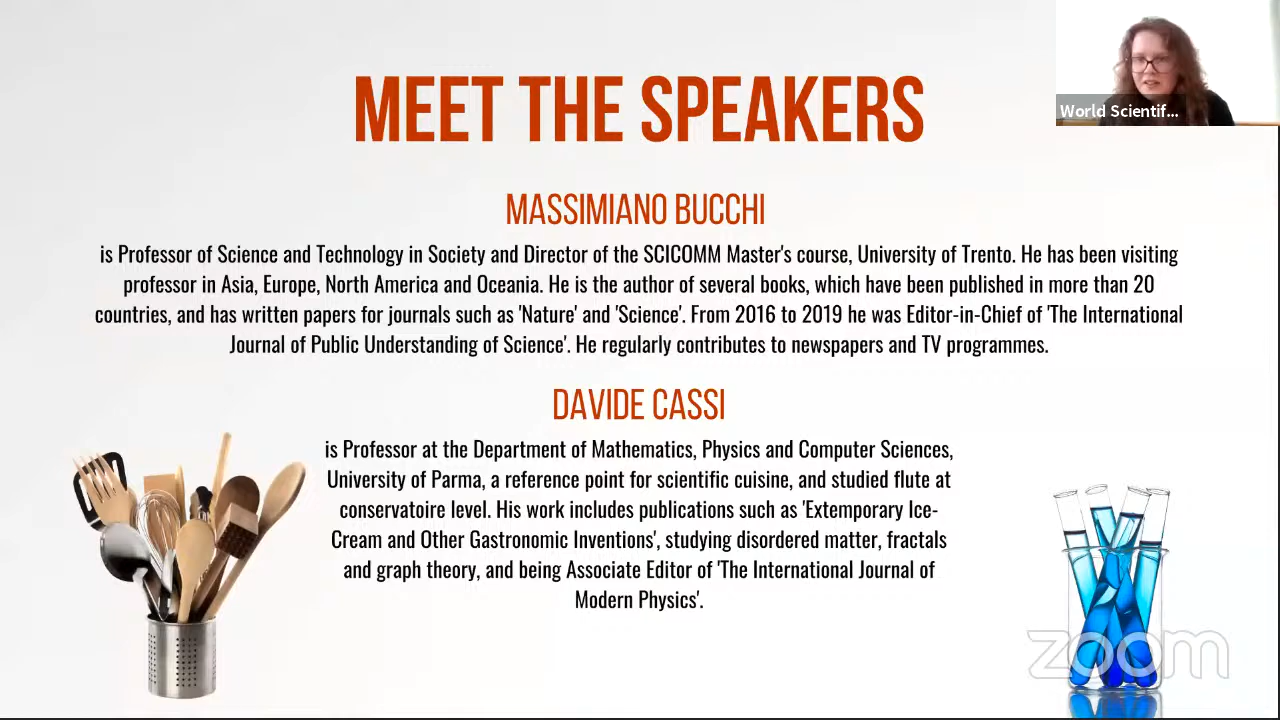 World Scientif...
MEET THE SPEAKERS
MASSIMIANO BUCCHI
is Professor of Science and Technology in Society and Director of the SCICOMM Master's course, University of Trento. He has been visiting
professor in Asia, Europe, North America and Oceania. He is the author of several books, which have been published in more than 20
countries, and has written papers for journals such as 'Nature' and 'Science'. From 2016 to 2019 he was Editor-in-Chief of 'The International
Journal of Public Understanding of Science'. He regularly contributes to newspapers and TV programmes.
DAVIDE CASSI
is Professor at the Department of Mathematics, Physics and Computer Sciences,
University of Parma, a reference point for scientific cuisine, and studied flute at
conservatoire level. His work includes publications such as 'Extemporary Ice-
Cream and Other Gastronomic Inventions', studying disordered matter, fractals
and graph theory, and being Associate Editor of 'The International Journal of
Modern Physics'.
zoom